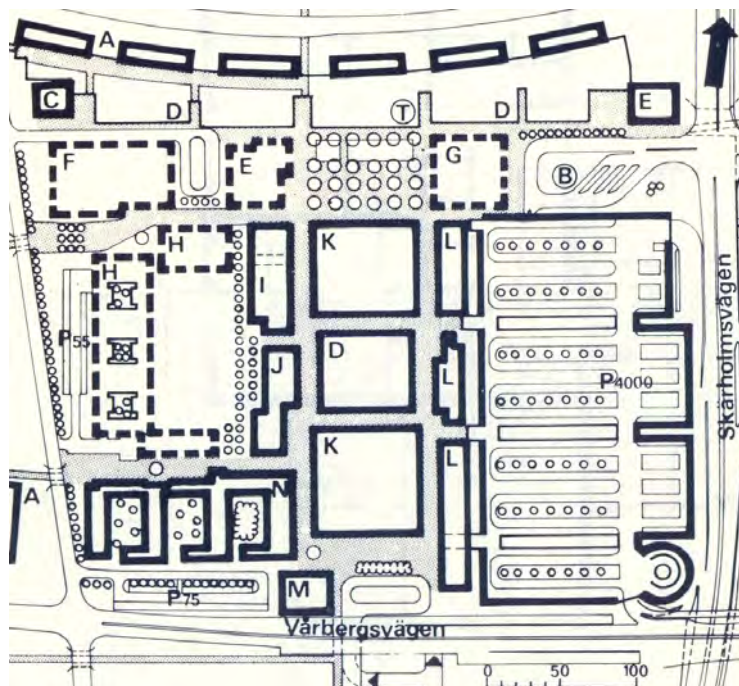 A
C
D
T
D
E
F
E
G
B
H
K
L
H
I
P55
J
D
L
P4000
Skärholmsvägen
K
L
A
N
M
P75
Vårbergsvägen
0 50 100